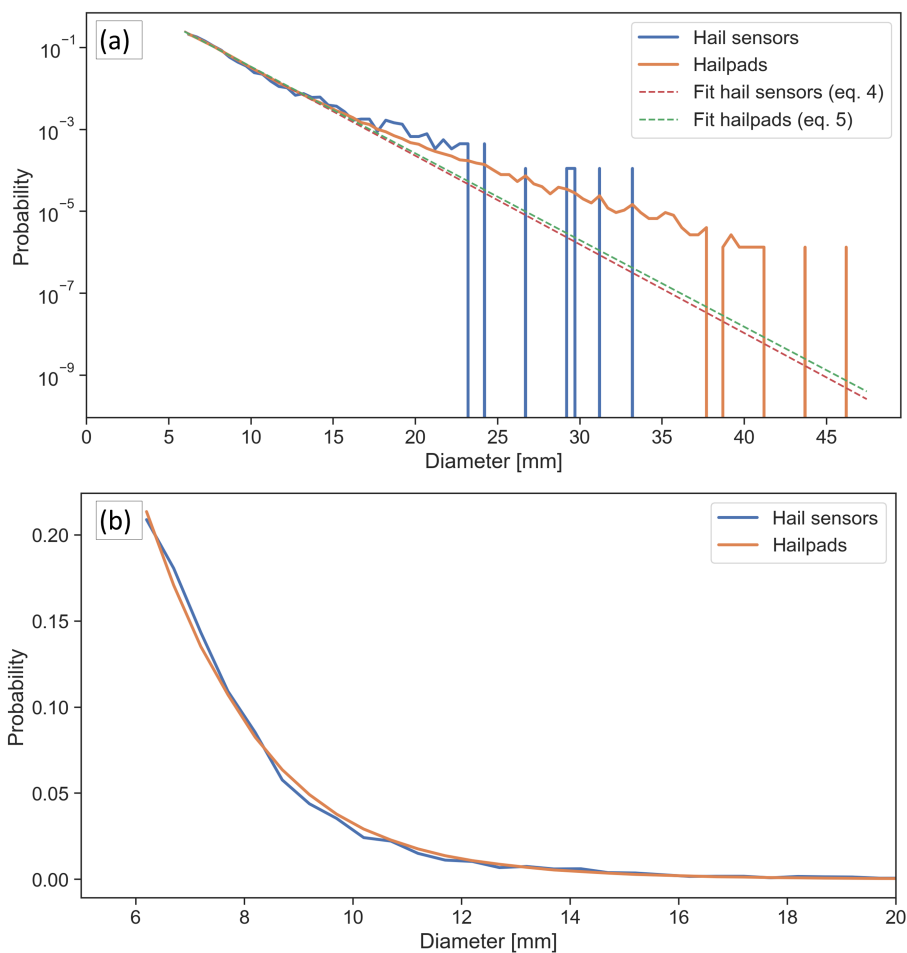 (a)
Hail sensors
Hailpads
Fit hail sensors (eq. 4)
Fit hailpads (eq. 5)
Probability
10⁻¹
10⁻³
10⁻⁵
10⁻⁷
10⁻⁹
0 5 10 15 20 25 30 35 40 45
Diameter [mm]
(b)
Hail sensors
Hailpads
Probability
0.20
0.15
0.10
0.05
0.00
6 8 10 12 14 16 18 20
Diameter [mm]